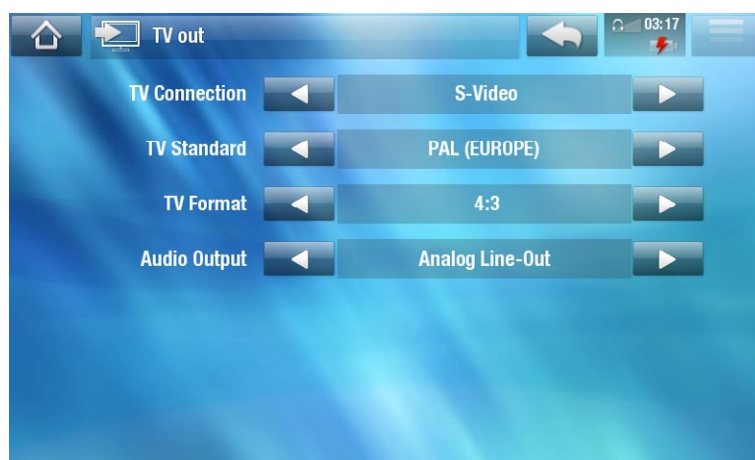 TV out
03:17
TV Connection S-Video
TV Standard PAL (EUROPE)
TV Format 4:3
Audio Output Analog Line-Out